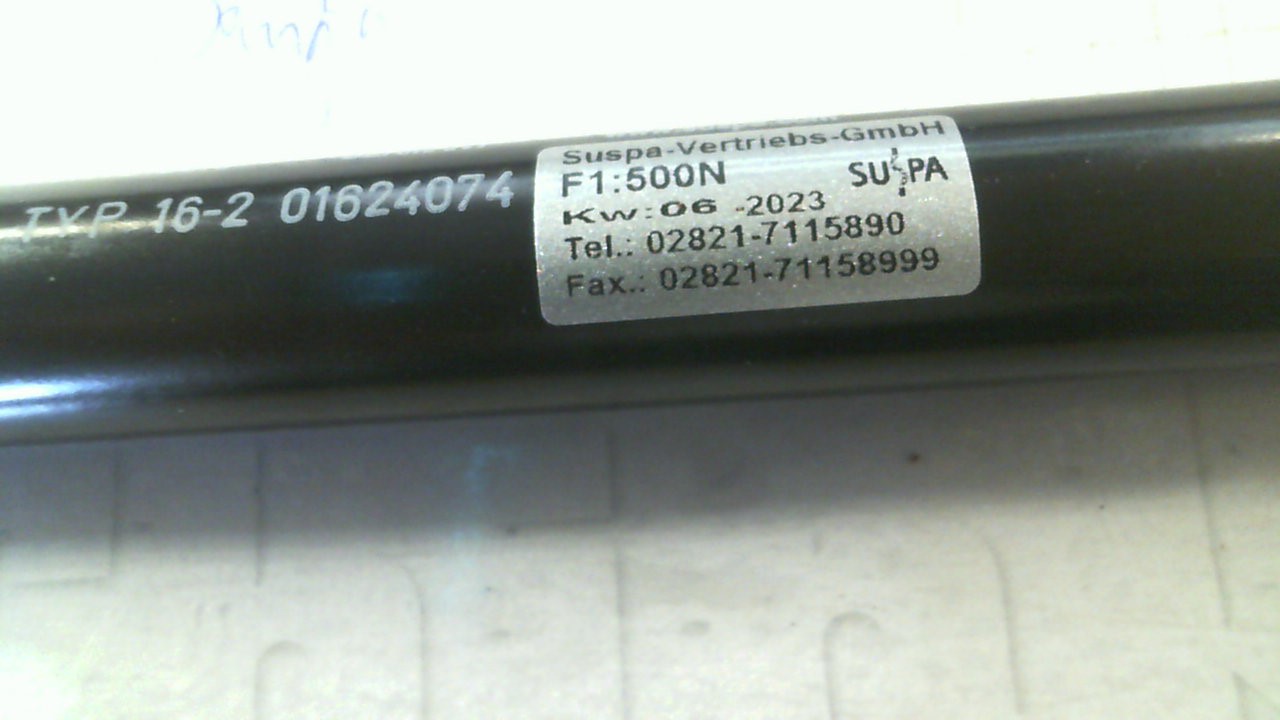 TYP 16-2 01624074
Suspa-Vertriebs-GmbH
F1:500N
SUSPA
Kw:06 -2023
Tel.: 02821-7115890
Fax.: 02821-71158999